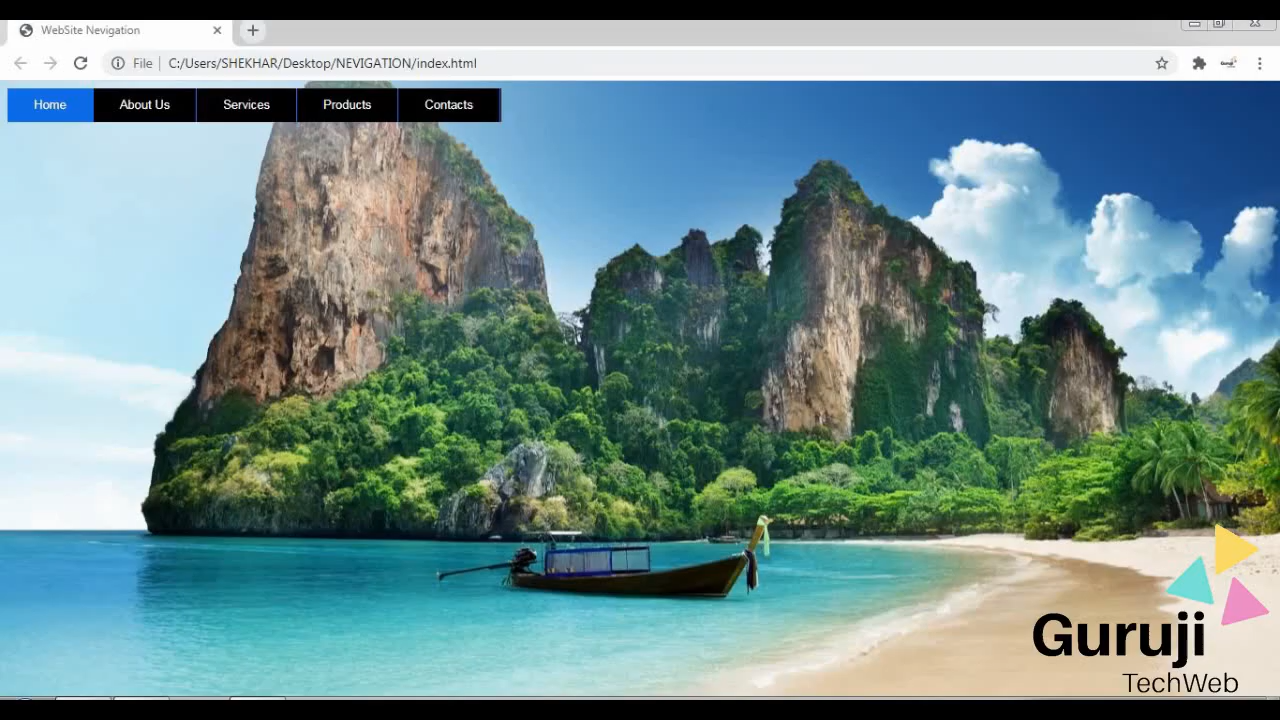 WebSite Nevigation
File | C:/Users/SHEKHAR/Desktop/NEVIGATION/index.html
Home About Us Services Products Contacts
Guruji
TechWeb